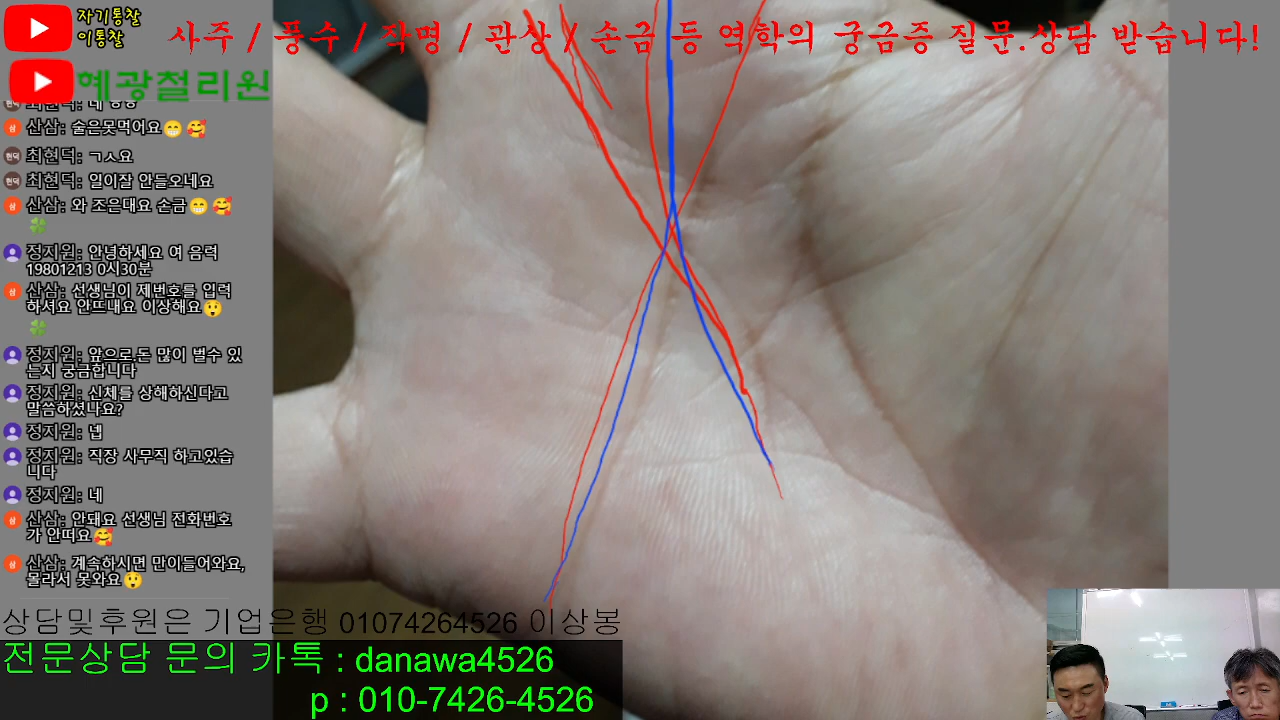 자기통찰
이통찰
사주 / 풍수 / 작명 / 관상 / 손금 등 역학의 궁금증 질문.상담 받습니다!
혜광철리원
최현덕: 네 ㅎㅎ
산삼: 술은못먹어요😁🥰
최현덕: ㄱㅅ요
최현덕: 일이잘 안들오네요
산삼: 와 조은대요 손금😁🥰
🍀
정지원: 안녕하세요 여 음력
19801213 0시30분
산삼: 선생님이 제번호를 입력
하셔요 안뜨내요 이상해요😲
🍀
정지원: 앞으로.돈 많이 벌수 있
는지 궁금합니다
정지원: 신체를 상해하신다고
말씀하셨나요?
정지원: 넵
정지원: 직장 사무직 하고있습
니다
정지원: 네
산삼: 안돼요 선생님 전화번호
가 안떠요🥰
산삼: 계속하시면 만이들어와요,
몰라서 못와요😲
상담및후원은 기업은행 01074264526 이상봉
전문상담 문의 카톡 : danawa4526
p : 010-7426-4526